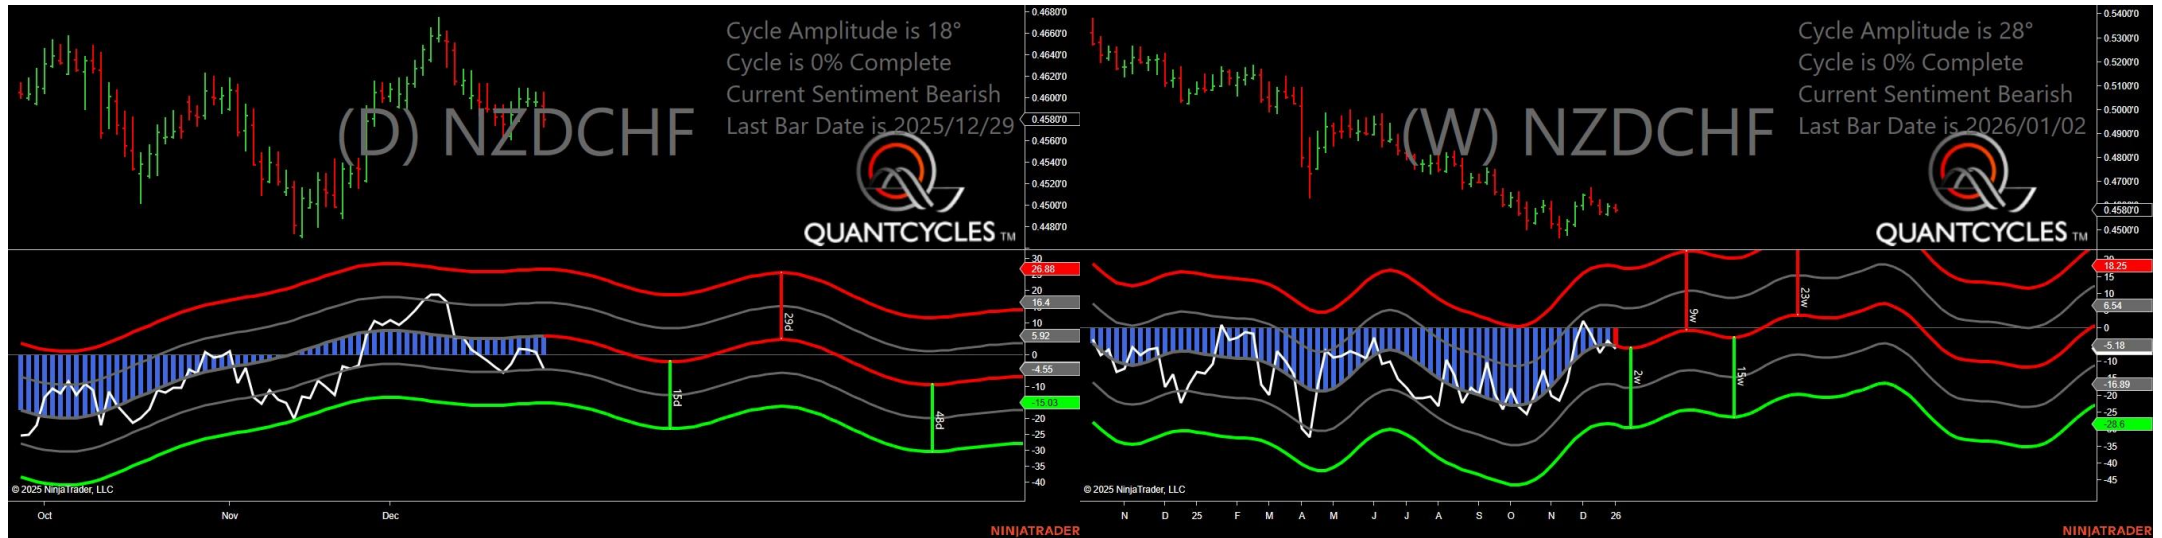 Cycle Amplitude is 18°
Cycle is 0% Complete
Current Sentiment Bearish
Last Bar Date is 2025/12/29
(D) NZDCHF
QUANTCYCLES TM
0.4680'0
0.4660'0
0.4640'0
0.4620'0
0.4600'0
0.4580'0
0.4560'0
0.4540'0
0.4520'0
0.4500'0
0.4480'0
30
26.88
20
16.4
10
5.92
0
-4.55
-10
-15.03
-20
-25
-30
-35
-40
15d
29d
48d
© 2025 NinjaTrader, LLC
Oct Nov Dec
NINJATRADER
Cycle Amplitude is 28°
Cycle is 0% Complete
Current Sentiment Bearish
Last Bar Date is 2026/01/02
(W) NZDCHF
QUANTCYCLES TM
0.5400'0
0.5300'0
0.5200'0
0.5100'0
0.5000'0
0.4900'0
0.4800'0
0.4700'0
0.4580'0
0.4500'0
18.25
15
10
6.54
0
-5.18
-10
-16.89
-20
-25
-28.6
-35
-40
-45
2w
9w
15w
23w
© 2025 NinjaTrader, LLC
N D 25 F M A M J J A S O N D 26
NINJATRADER